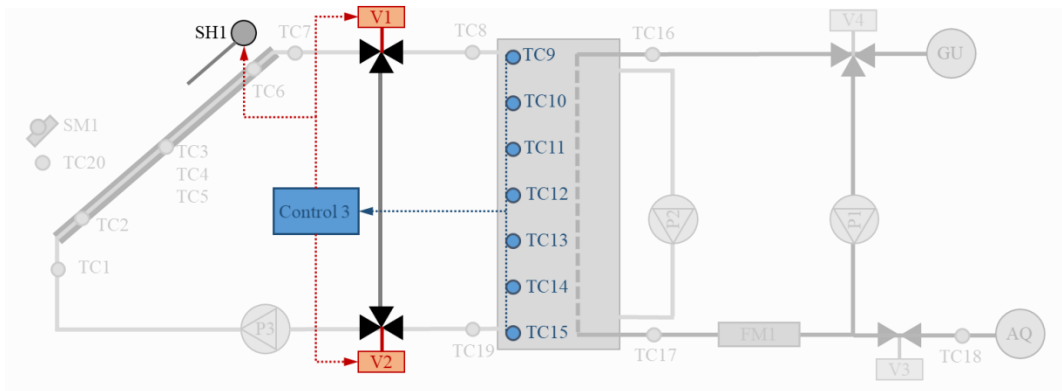 V1
V4
SH1
TC7
TC8
TC16
GU
TC9
TC6
TC10
SM1
TC11
TC3
TC20
TC4
TC12
TC5
Control 3
P2
P1
TC2
TC13
TC1
TC14
P3
TC15
FM1
AQ
TC19
TC17
TC18
V2
V3